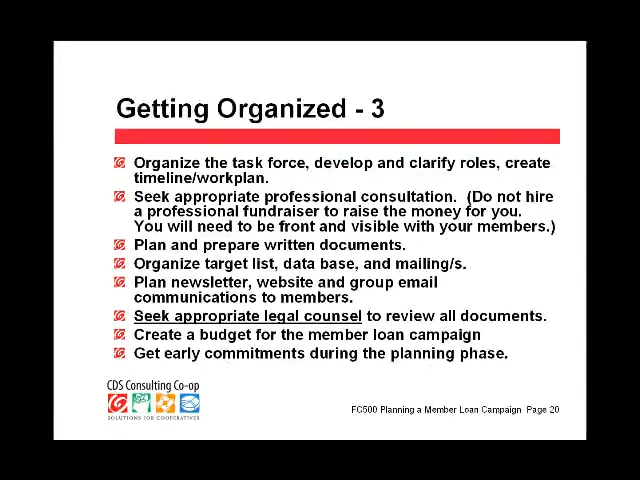 Getting Organized - 3
Organize the task force, develop and clarify roles, create
timeline/workplan.
Seek appropriate professional consultation. (Do not hire
a professional fundraiser to raise the money for you.
You will need to be front and visible with your members.)
Plan and prepare written documents.
Organize target list, data base, and mailing/s.
Plan newsletter, website and group email
communications to members.
Seek appropriate legal counsel to review all documents.
Create a budget for the member loan campaign
Get early commitments during the planning phase.
CDS Consulting Co-op
SOLUTIONS FOR COOPERATIVES
FC500 Planning a Member Loan Campaign Page 20